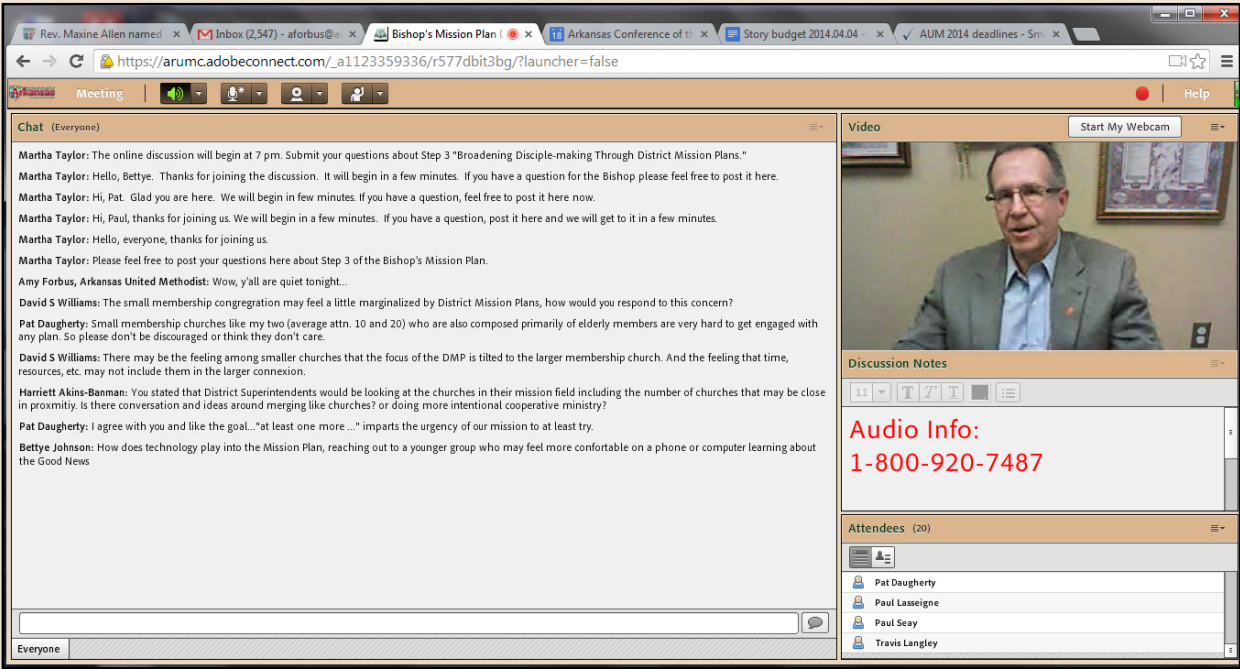 Rev. Maxine Allen named
Inbox (2,547) - aforbus@a
Bishop's Mission Plan
18
Arkansas Conference of th
Story budget 2014.04.04 -
AUM 2014 deadlines - Sm
https://arumc.adobeconnect.com/_a1123359336/r577dbit3bg/?launcher=false
Arkansas
Meeting
Help
Chat (Everyone)
Martha Taylor: The online discussion will begin at 7 pm. Submit your questions about Step 3 "Broadening Disciple-making Through District Mission Plans."
Martha Taylor: Hello, Bettye. Thanks for joining the discussion. It will begin in a few minutes. If you have a question for the Bishop please feel free to post it here.
Martha Taylor: Hi, Pat. Glad you are here. We will begin in few minutes. If you have a question, feel free to post it here now.
Martha Taylor: Hi, Paul, thanks for joining us. We will begin in a few minutes. If you have a question, post it here and we will get to it in a few minutes.
Martha Taylor: Hello, everyone, thanks for joining us.
Martha Taylor: Please feel free to post your questions here about Step 3 of the Bishop's Mission Plan.
Amy Forbus, Arkansas United Methodist: Wow, y'all are quiet tonight...
David S Williams: The small membership congregration may feel a little marginalized by District Mission Plans, how would you respond to this concern?
Pat Daugherty: Small membership churches like my two (average attn. 10 and 20) who are also composed primarily of elderly members are very hard to get engaged with
any plan. So please don't be discouraged or think they don't care.
David S Williams: There may be the feeling among smaller churches that the focus of the DMP is tilted to the larger membership church. And the feeling that time,
resources, etc. may not include them in the larger connexion.
Harriett Akins-Banman: You stated that District Superintendents would be looking at the churches in their mission field including the number of churches that may be close
in proxmitiy. Is there conversation and ideas around merging like churches? or doing more intentional cooperative ministry?
Pat Daugherty: I agree with you and like the goal..."at least one more ..." imparts the urgency of our mission to at least try.
Bettye Johnson: How does technology play into the Mission Plan, reaching out to a younger group who may feel more confortable on a phone or computer learning about
the Good News
Everyone
Video
Start My Webcam
Discussion Notes
11
T T T
Audio Info:
1-800-920-7487
Attendees (20)
Pat Daugherty
Paul Lasseigne
Paul Seay
Travis Langley